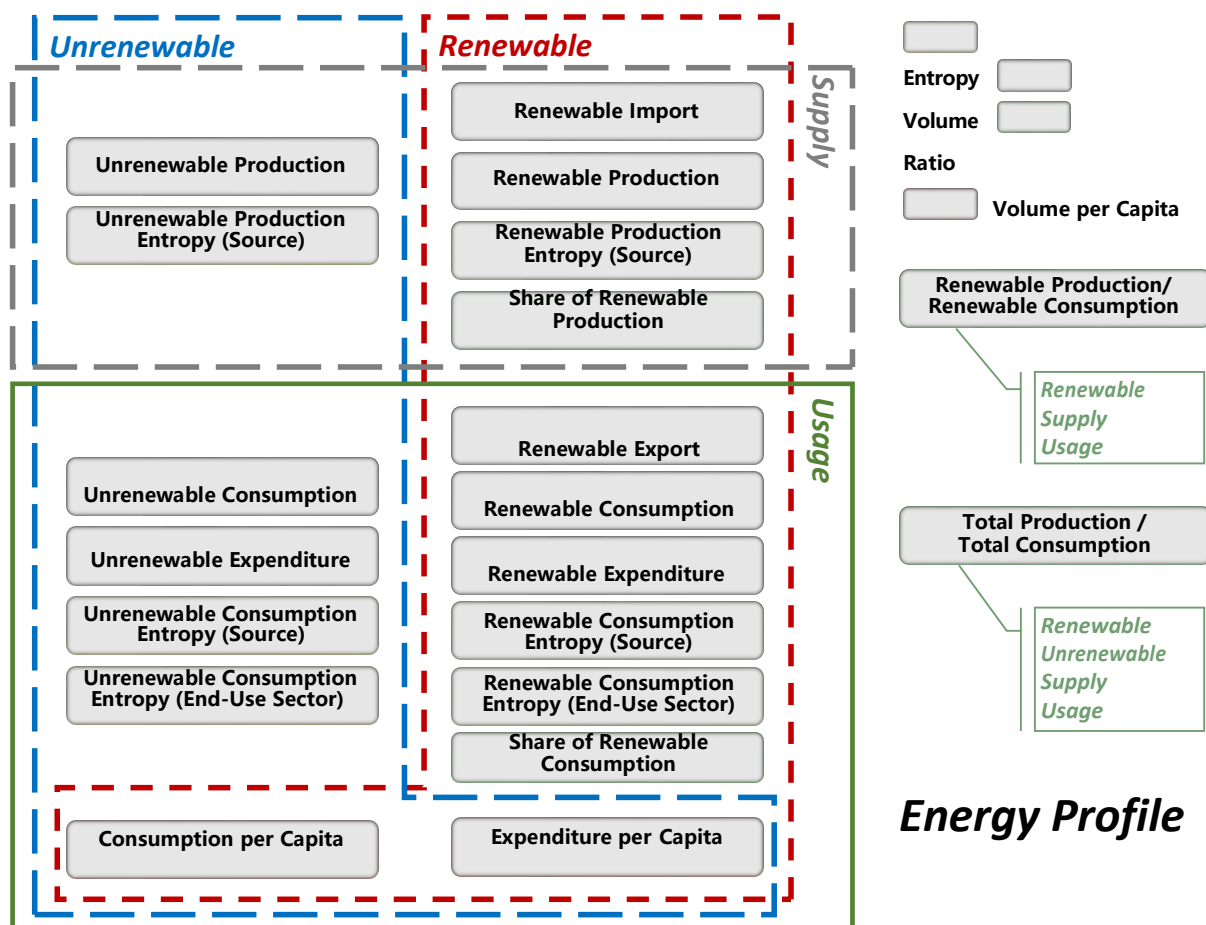 Unrenewable
Renewable
Supply
Renewable Import
Unrenewable Production
Renewable Production
Unrenewable Production
Entropy (Source)
Renewable Production
Entropy (Source)
Share of Renewable
Production
Usage
Renewable Export
Unrenewable Consumption
Renewable Consumption
Unrenewable Expenditure
Renewable Expenditure
Unrenewable Consumption
Entropy (Source)
Renewable Consumption
Entropy (Source)
Unrenewable Consumption
Entropy (End-Use Sector)
Renewable Consumption
Entropy (End-Use Sector)
Share of Renewable
Consumption
Consumption per Capita
Expenditure per Capita
Entropy
Volume
Ratio
Volume per Capita
Renewable Production/
Renewable Consumption
Renewable
Supply
Usage
Total Production /
Total Consumption
Renewable
Unrenewable
Supply
Usage
Energy Profile